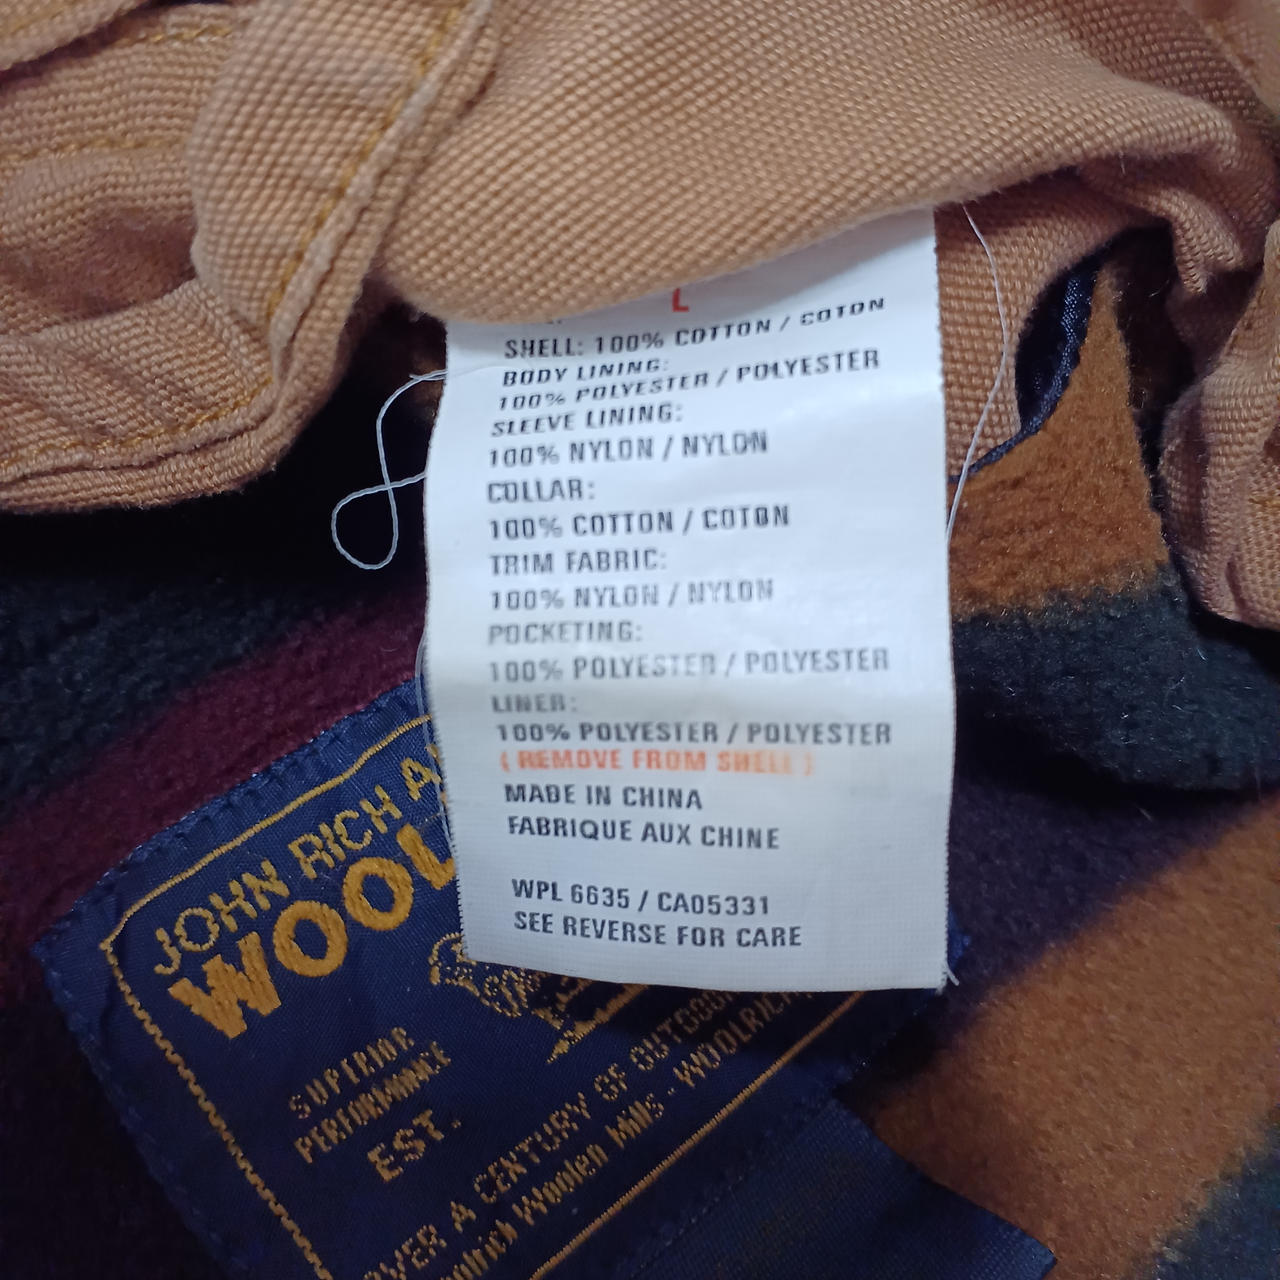 L
SHELL: 100% COTTON / COTON
BODY LINING:
100% POLYESTER / POLYESTER
SLEEVE LINING:
100% NYLON / NYLON
COLLAR:
100% COTTON / COTON
TRIM FABRIC:
100% NYLON / NYLON
POCKETING:
100% POLYESTER / POLYESTER
LINER:
100% POLYESTER / POLYESTER
( REMOVE FROM SHELL )
MADE IN CHINA
FABRIQUE AUX CHINE
WPL 6635 / CA05331
SEE REVERSE FOR CARE
JOHN RICH
WOOL
SUPERIOR
PERFORMANCE
EST.
A CENTURY OF OUTDOOR
Woolen Mills - WOOLRICH,